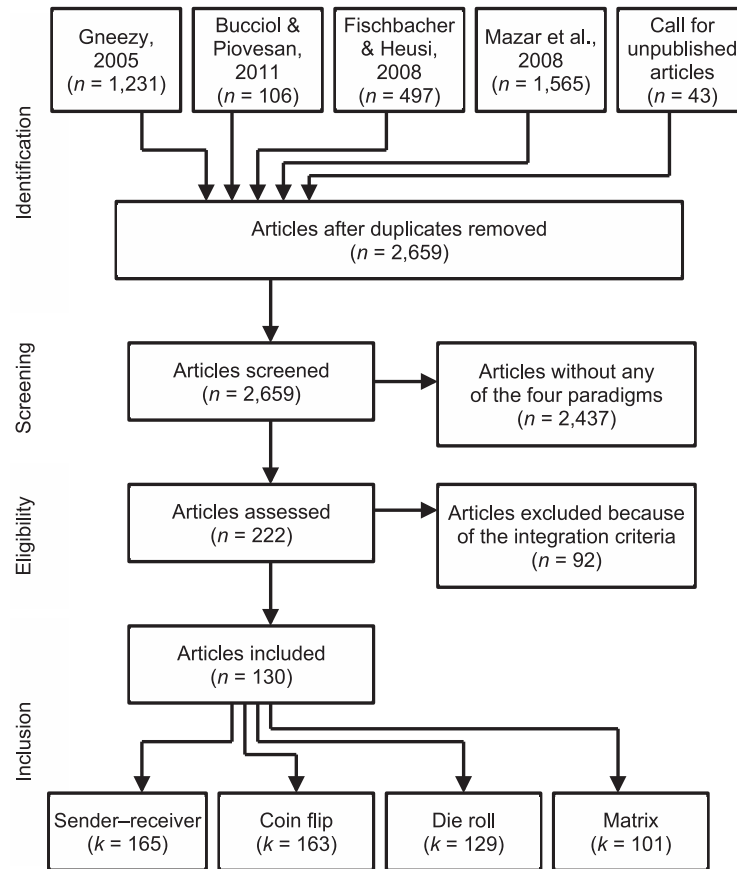 Gneezy,
2005
(n = 1,231)
Bucciol &
Piovesan,
2011
(n = 106)
Fischbacher
& Heusi,
2008
(n = 497)
Mazar et al.,
2008
(n = 1,565)
Call for
unpublished
articles
(n = 43)
Identification
Articles after duplicates removed
(n = 2,659)
Screening
Articles screened
(n = 2,659)
Articles without any
of the four paradigms
(n = 2,437)
Eligibility
Articles assessed
(n = 222)
Articles excluded because
of the integration criteria
(n = 92)
Inclusion
Articles included
(n = 130)
Sender–receiver
(k = 165)
Coin flip
(k = 163)
Die roll
(k = 129)
Matrix
(k = 101)